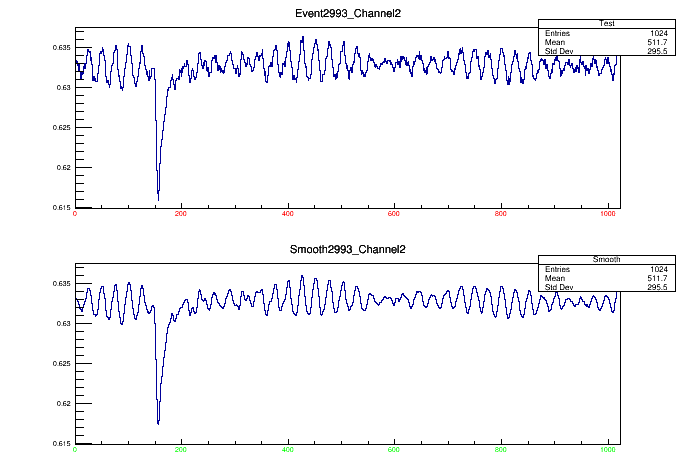 Event2993_Channel2
Test
Entries 1024
Mean 511.7
Std Dev 295.5
0.635
0.63
0.625
0.62
0.615
0 200 400 600 800 1000
Smooth2993_Channel2
Smooth
Entries 1024
Mean 511.7
Std Dev 295.5
0.635
0.63
0.625
0.62
0.615
0 200 400 600 800 1000